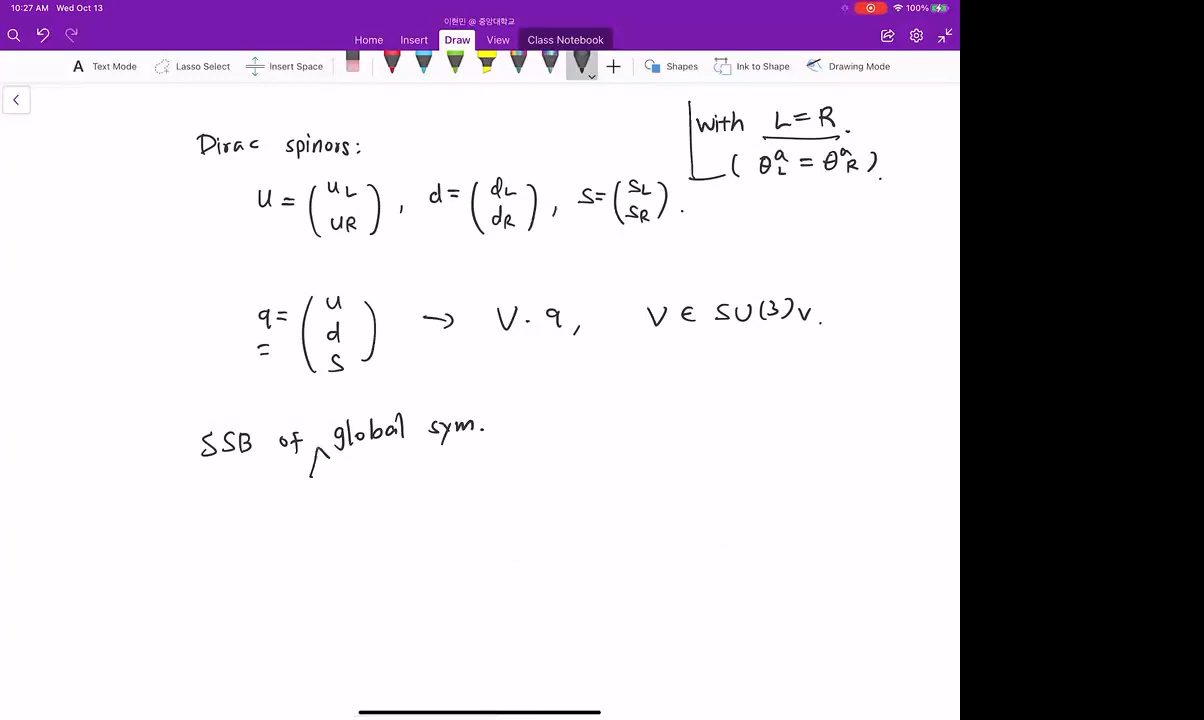 10:27 AM Wed Oct 13
100%
이현민 @ 중앙대학교
Home Insert Draw View Class Notebook
A Text Mode Lasso Select Insert Space Shapes Ink to Shape Drawing Mode
with L = R.
( θ_L^a = θ_R^a ).
Dirac spinors:
u = ( u_L u_R ), d = ( d_L d_R ), s = ( s_L s_R ).
q = ( u d s ) → V · q, V ∈ SU(3)_V.
SSB of ^ global sym.